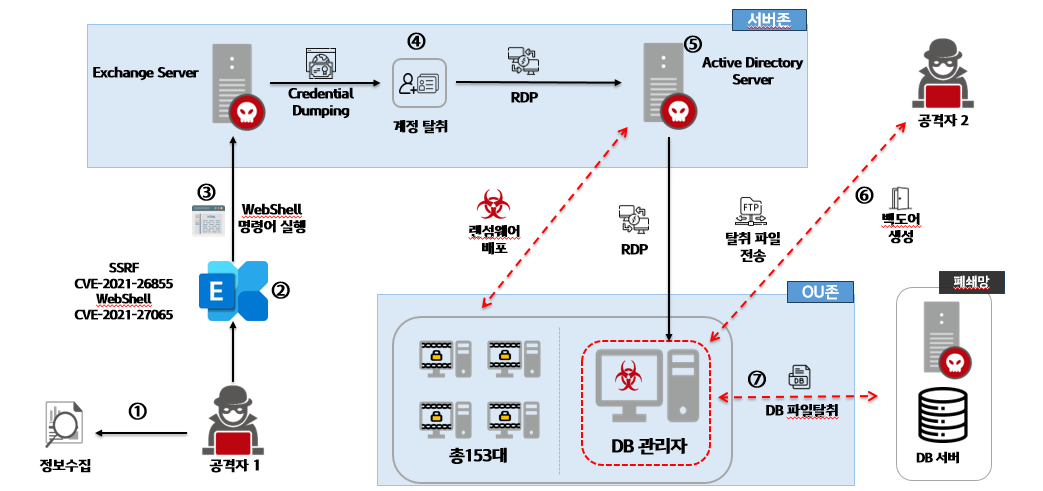 서버존
Exchange Server
Credential
Dumping
④
계정 탈취
RDP
⑤
Active Directory
Server
공격자 2
③
WebShell
명령어 실행
랜섬웨어
배포
RDP
FTP
탈취 파일
전송
⑥
백도어
생성
SSRF
CVE-2021-26855
WebShell
CVE-2021-27065
E
②
OU존
폐쇄망
총153대
DB 관리자
⑦
DB
DB 파일탈취
DB 서버
①
정보수집
공격자 1